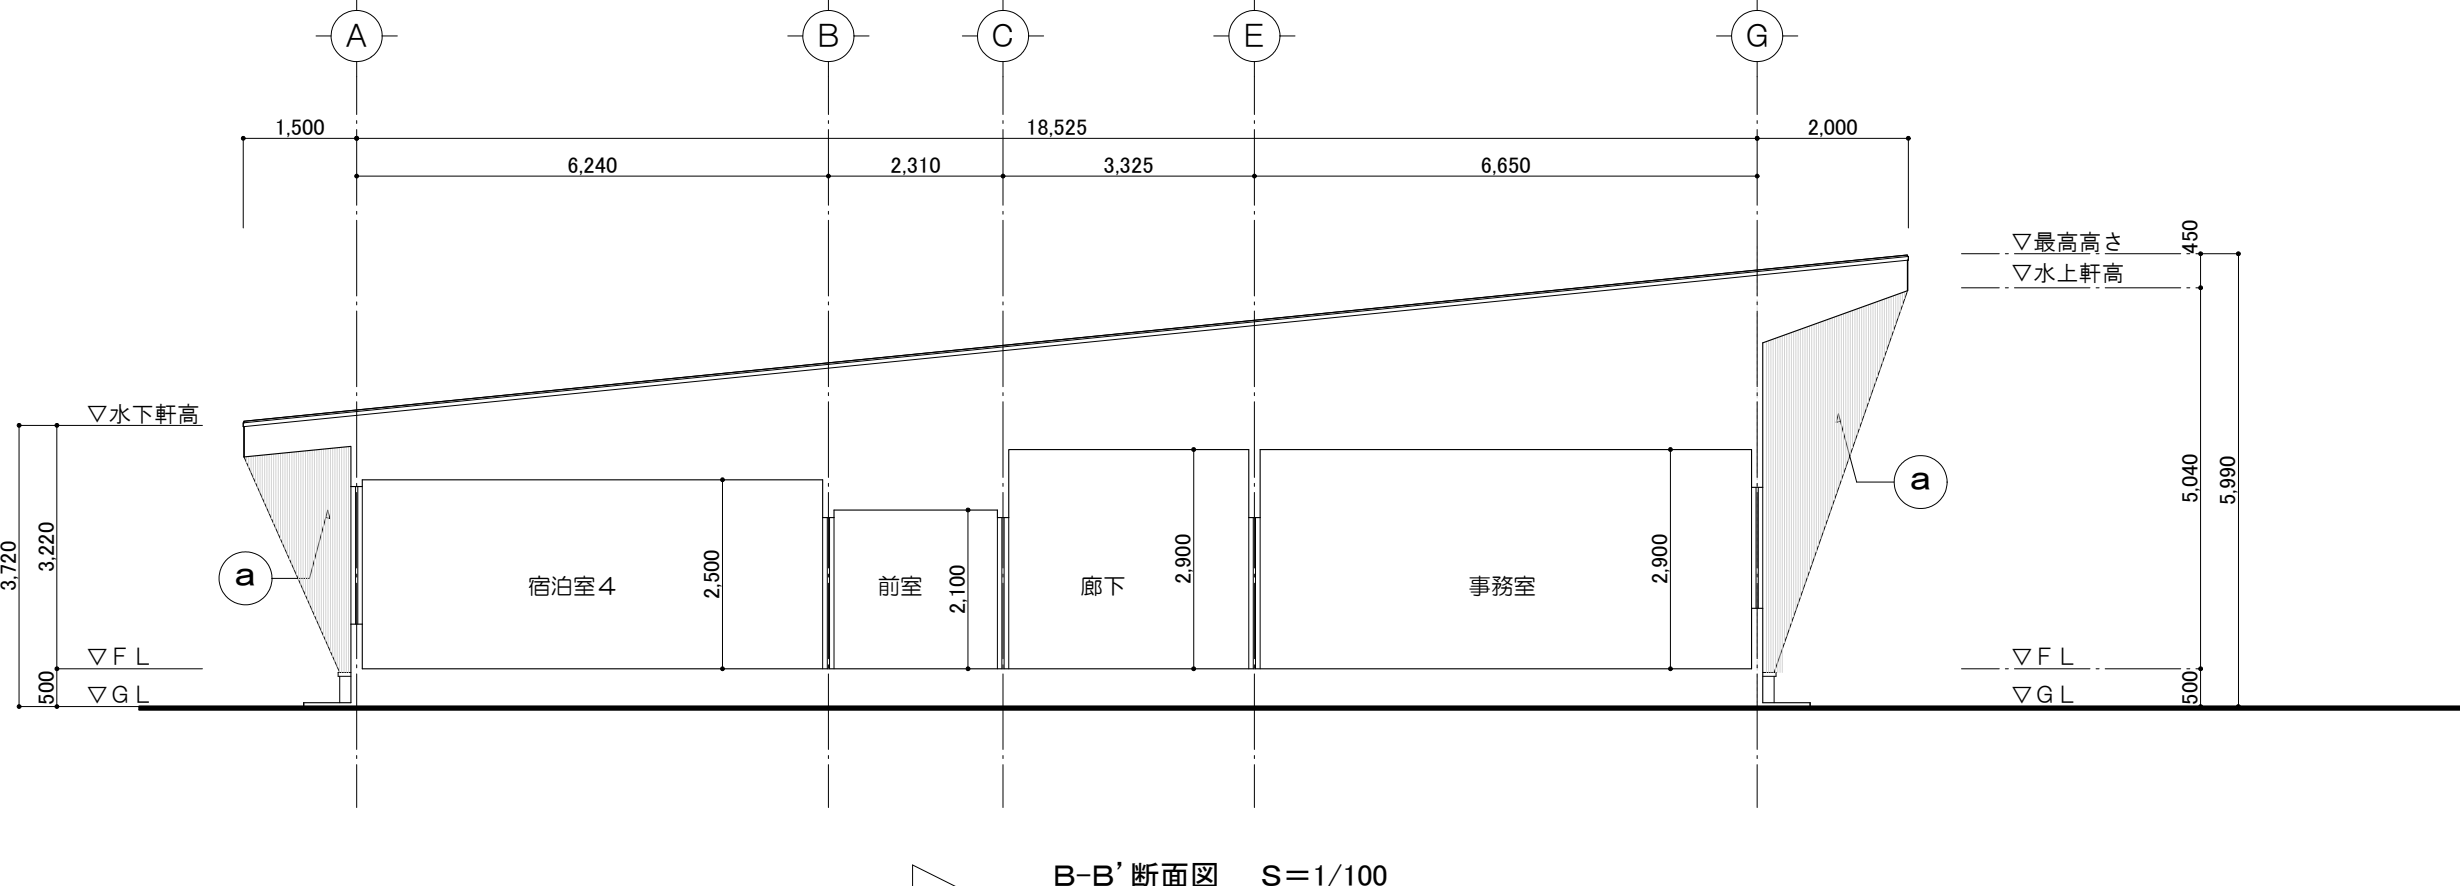 A B C E G
1,500 18,525 2,000
6,240 2,310 3,325 6,650
▽最高高さ 450
▽水上軒高
▽水下軒高
5,040 5,990
a
3,720 3,220
a
2,500 2,100 2,900 2,900
宿泊室4 前室 廊下 事務室
▽FL ▽FL
500 500
▽GL ▽GL
B-B’断面図 S=1/100